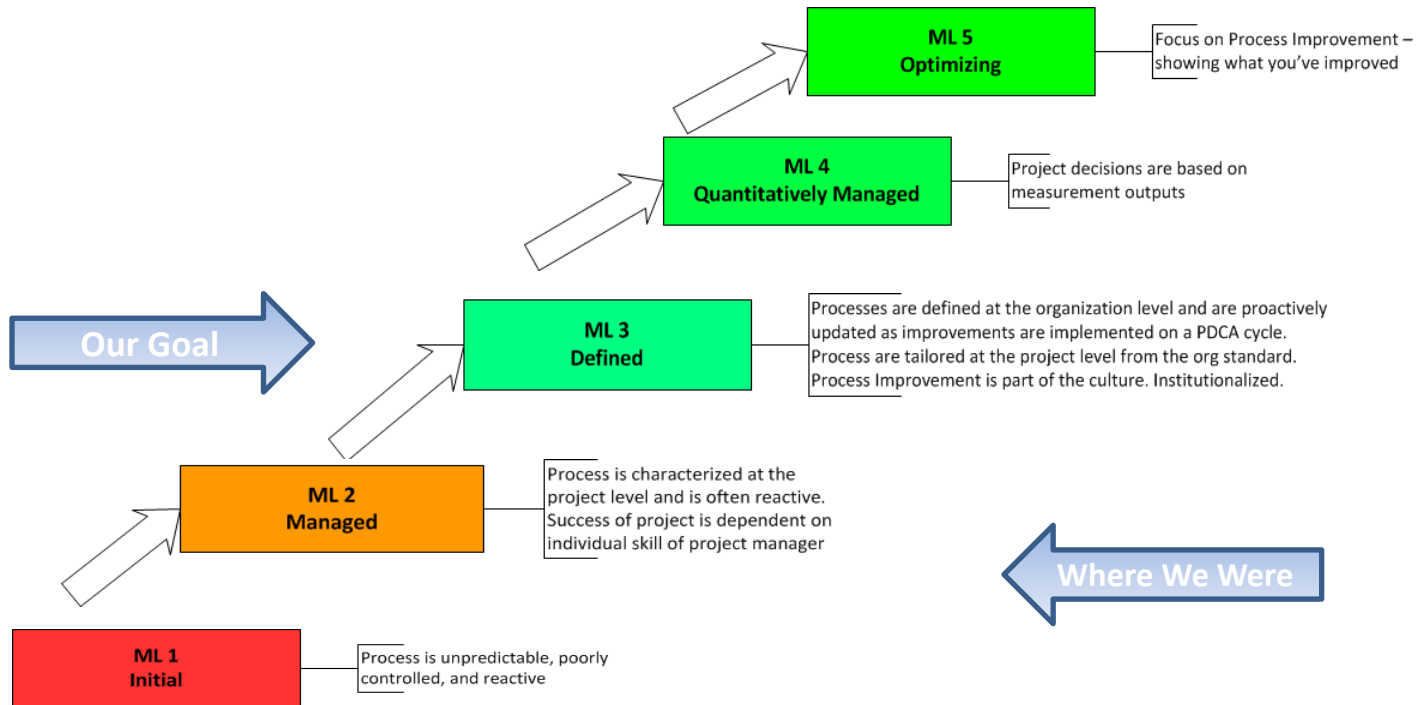 ML 5
Optimizing
Focus on Process Improvement –
showing what you've improved
ML 4
Quantitatively Managed
Project decisions are based on
measurement outputs
Our Goal
ML 3
Defined
Processes are defined at the organization level and are proactively
updated as improvements are implemented on a PDCA cycle.
Process are tailored at the project level from the org standard.
Process Improvement is part of the culture. Institutionalized.
ML 2
Managed
Process is characterized at the
project level and is often reactive.
Success of project is dependent on
individual skill of project manager
Where We Were
ML 1
Initial
Process is unpredictable, poorly
controlled, and reactive